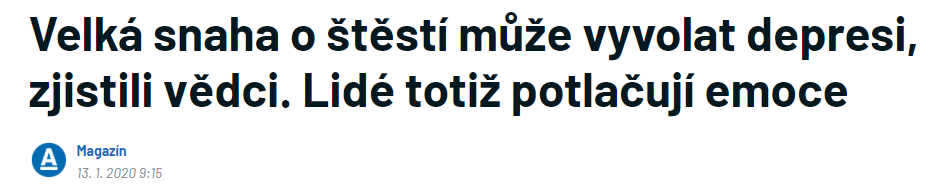 Velká snaha o štěstí může vyvolat depresi,
zjistili vědci. Lidé totiž potlačují emoce
A
Magazín
13. 1. 2020 9:15